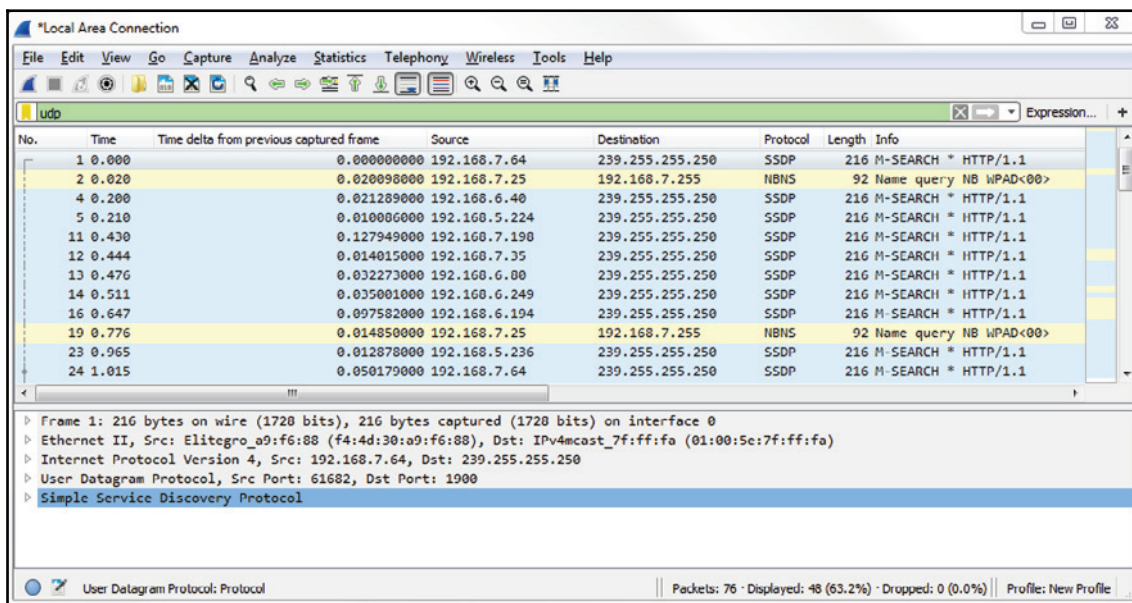 *Local Area Connection
File Edit View Go Capture Analyze Statistics Telephony Wireless Tools Help
udp Expression... +
No. Time Time delta from previous captured frame Source Destination Protocol Length Info
1 0.000 0.000000000 192.168.7.64 239.255.255.250 SSDP 216 M-SEARCH * HTTP/1.1
2 0.020 0.020098000 192.168.7.25 192.168.7.255 NBNS 92 Name query NB WPAD<00>
4 0.200 0.021289000 192.168.6.40 239.255.255.250 SSDP 216 M-SEARCH * HTTP/1.1
5 0.210 0.010086000 192.168.5.224 239.255.255.250 SSDP 216 M-SEARCH * HTTP/1.1
11 0.430 0.127949000 192.168.7.198 239.255.255.250 SSDP 216 M-SEARCH * HTTP/1.1
12 0.444 0.014015000 192.168.7.35 239.255.255.250 SSDP 216 M-SEARCH * HTTP/1.1
13 0.476 0.032273000 192.168.6.80 239.255.255.250 SSDP 216 M-SEARCH * HTTP/1.1
14 0.511 0.035001000 192.168.6.249 239.255.255.250 SSDP 216 M-SEARCH * HTTP/1.1
16 0.647 0.097582000 192.168.6.194 239.255.255.250 SSDP 216 M-SEARCH * HTTP/1.1
19 0.776 0.014850000 192.168.7.25 192.168.7.255 NBNS 92 Name query NB WPAD<00>
23 0.965 0.012878000 192.168.5.236 239.255.255.250 SSDP 216 M-SEARCH * HTTP/1.1
24 1.015 0.050179000 192.168.7.64 239.255.255.250 SSDP 216 M-SEARCH * HTTP/1.1
Frame 1: 216 bytes on wire (1728 bits), 216 bytes captured (1728 bits) on interface 0
Ethernet II, Src: Elitegro_a9:f6:88 (f4:4d:30:a9:f6:88), Dst: IPv4mcast_7f:ff:fa (01:00:5e:7f:ff:fa)
Internet Protocol Version 4, Src: 192.168.7.64, Dst: 239.255.255.250
User Datagram Protocol, Src Port: 61682, Dst Port: 1900
Simple Service Discovery Protocol
User Datagram Protocol: Protocol Packets: 76 · Displayed: 48 (63.2%) · Dropped: 0 (0.0%) Profile: New Profile